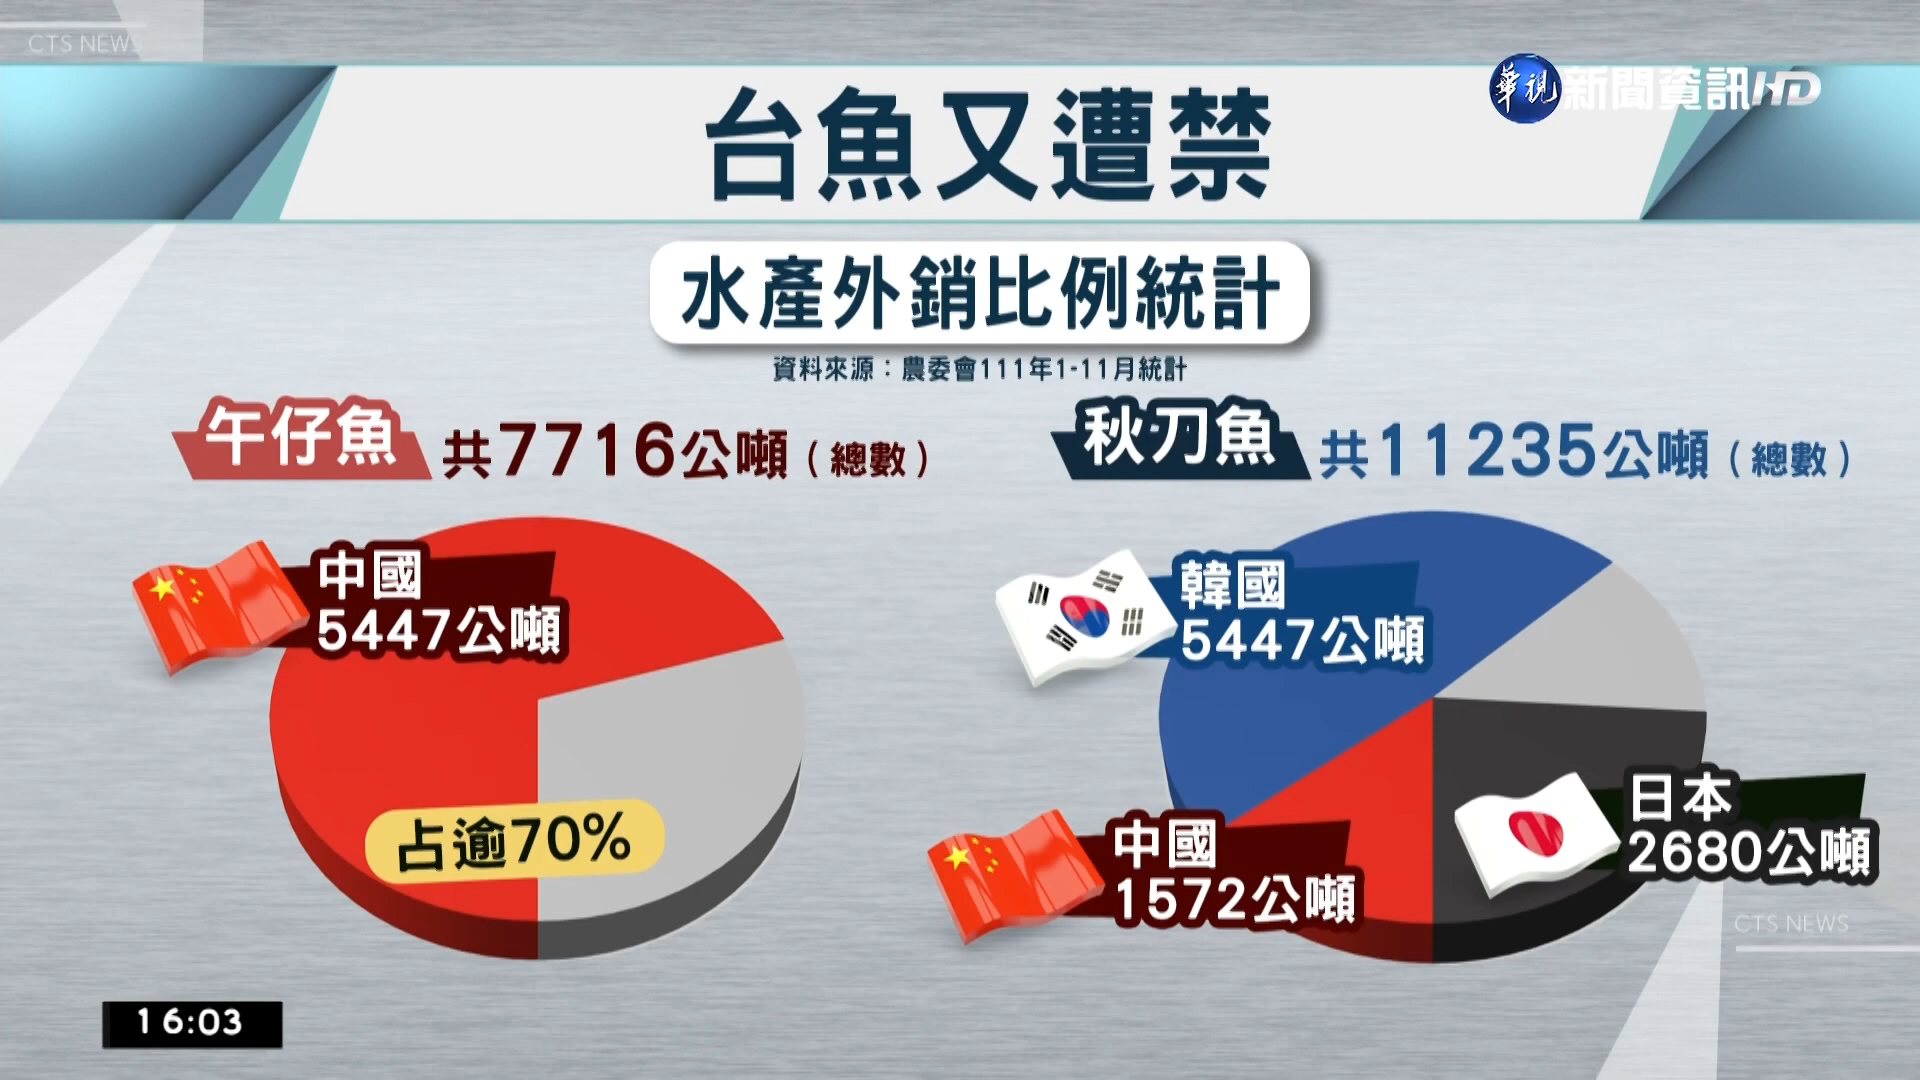 CTS NEWS
華視新聞資訊HD
台魚又遭禁
水產外銷比例統計
資料來源：農委會111年1-11月統計
午仔魚 共7716公噸（總數）
中國
5447公噸
占逾70%
秋刀魚 共11235公噸（總數）
韓國
5447公噸
中國
1572公噸
日本
2680公噸
CTS NEWS
16:03